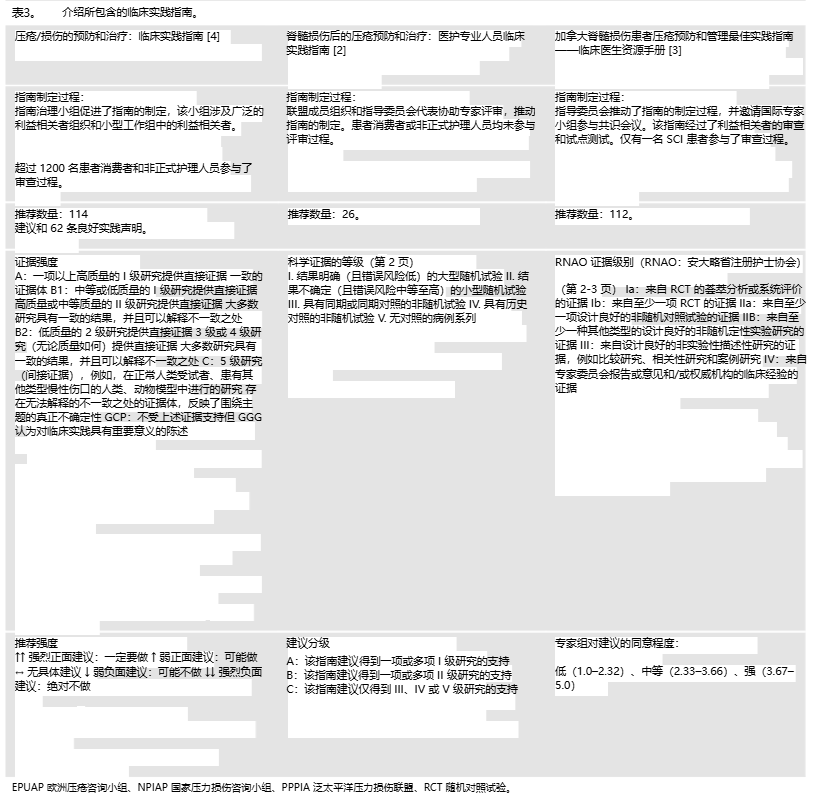 表3。 介绍所包含的临床实践指南。
压疮/损伤的预防和治疗：临床实践指南 [4]
脊髓损伤后的压疮预防和治疗：医护专业人员临床
实践指南 [2]
加拿大脊髓损伤患者压疮预防和管理最佳实践指南
——临床医生资源手册 [3]
指南制定过程：
指南治理小组促进了指南的制定，该小组涉及广泛的
利益相关者组织和小型工作组中的利益相关者。
超过 1200 名患者消费者和非正式护理人员参与了
审查过程。
指南制定过程：
联盟成员组织和指导委员会代表协助专家评审，推动
指南的制定。患者消费者或非正式护理人员均未参与
评审过程。
指南制定过程：
指导委员会推动了指南的制定过程，并邀请国际专家
小组参与共识会议。该指南经过了利益相关者的审查
和试点测试。仅有一名 SCI 患者参与了审查过程。
推荐数量：114
建议和 62 条良好实践声明。
推荐数量：26。
推荐数量：112。
证据强度
A：一项以上高质量的 I 级研究提供直接证据 一致的
证据体 B1：中等或低质量的 I 级研究提供直接证据
高质量或中等质量的 II 级研究提供直接证据 大多数
研究具有一致的结果，并且可以解释不一致之处
B2：低质量的 2 级研究提供直接证据 3 级或 4 级研
究（无论质量如何）提供直接证据 大多数研究具有
一致的结果，并且可以解释不一致之处 C：5 级研究
（间接证据），例如，在正常人类受试者、患有其
他类型慢性伤口的人类、动物模型中进行的研究 存
在无法解释的不一致之处的证据体，反映了围绕主
题的真正不确定性 GCP：不受上述证据支持但 GGG
认为对临床实践具有重要意义的陈述
科学证据的等级（第 2 页）
I. 结果明确（且错误风险低）的大型随机试验 II. 结
果不确定（且错误风险中等至高）的小型随机试验
III. 具有同期或同期对照的非随机试验 IV. 具有历史
对照的非随机试验 V. 无对照的病例系列
RNAO 证据级别（RNAO：安大略省注册护士协会）
（第 2-3 页） Ia：来自 RCT 的荟萃分析或系统评价
的证据 Ib：来自至少一项 RCT 的证据 IIa：来自至少
一项设计良好的非随机对照试验的证据 IIB：来自至
少一种其他类型的设计良好的非随机定性实验研究的
证据 III：来自设计良好的非实验性描述性研究的证
据，例如比较研究、相关性研究和案例研究 IV：来自
专家委员会报告或意见和/或权威机构的临床经验的
证据
推荐强度
↑↑ 强烈正面建议：一定要做 ↑ 弱正面建议：可能做
↔ 无具体建议 ↓ 弱负面建议：可能不做 ↓↓ 强烈负面
建议：绝对不做
建议分级
A：该指南建议得到一项或多项 I 级研究的支持
B：该指南建议得到一项或多项 II 级研究的支持
C：该指南建议仅得到 III、IV 或 V 级研究的支持
专家组对建议的同意程度：
低（1.0–2.32）、中等（2.33–3.66）、强（3.67–
5.0）
EPUAP 欧洲压疮咨询小组、NPIAP 国家压力损伤咨询小组、PPPIA 泛太平洋压力损伤联盟、RCT 随机对照试验。